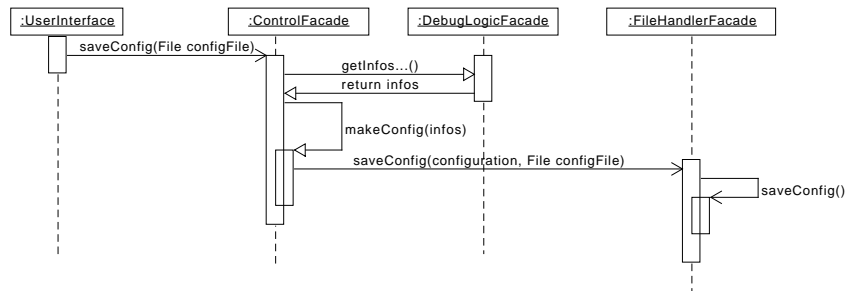 :UserInterface
:ControlFacade
:DebugLogicFacade
:FileHandlerFacade
saveConfig(File configFile)
getInfos...()
return infos
makeConfig(infos)
saveConfig(configuration, File configFile)
saveConfig()